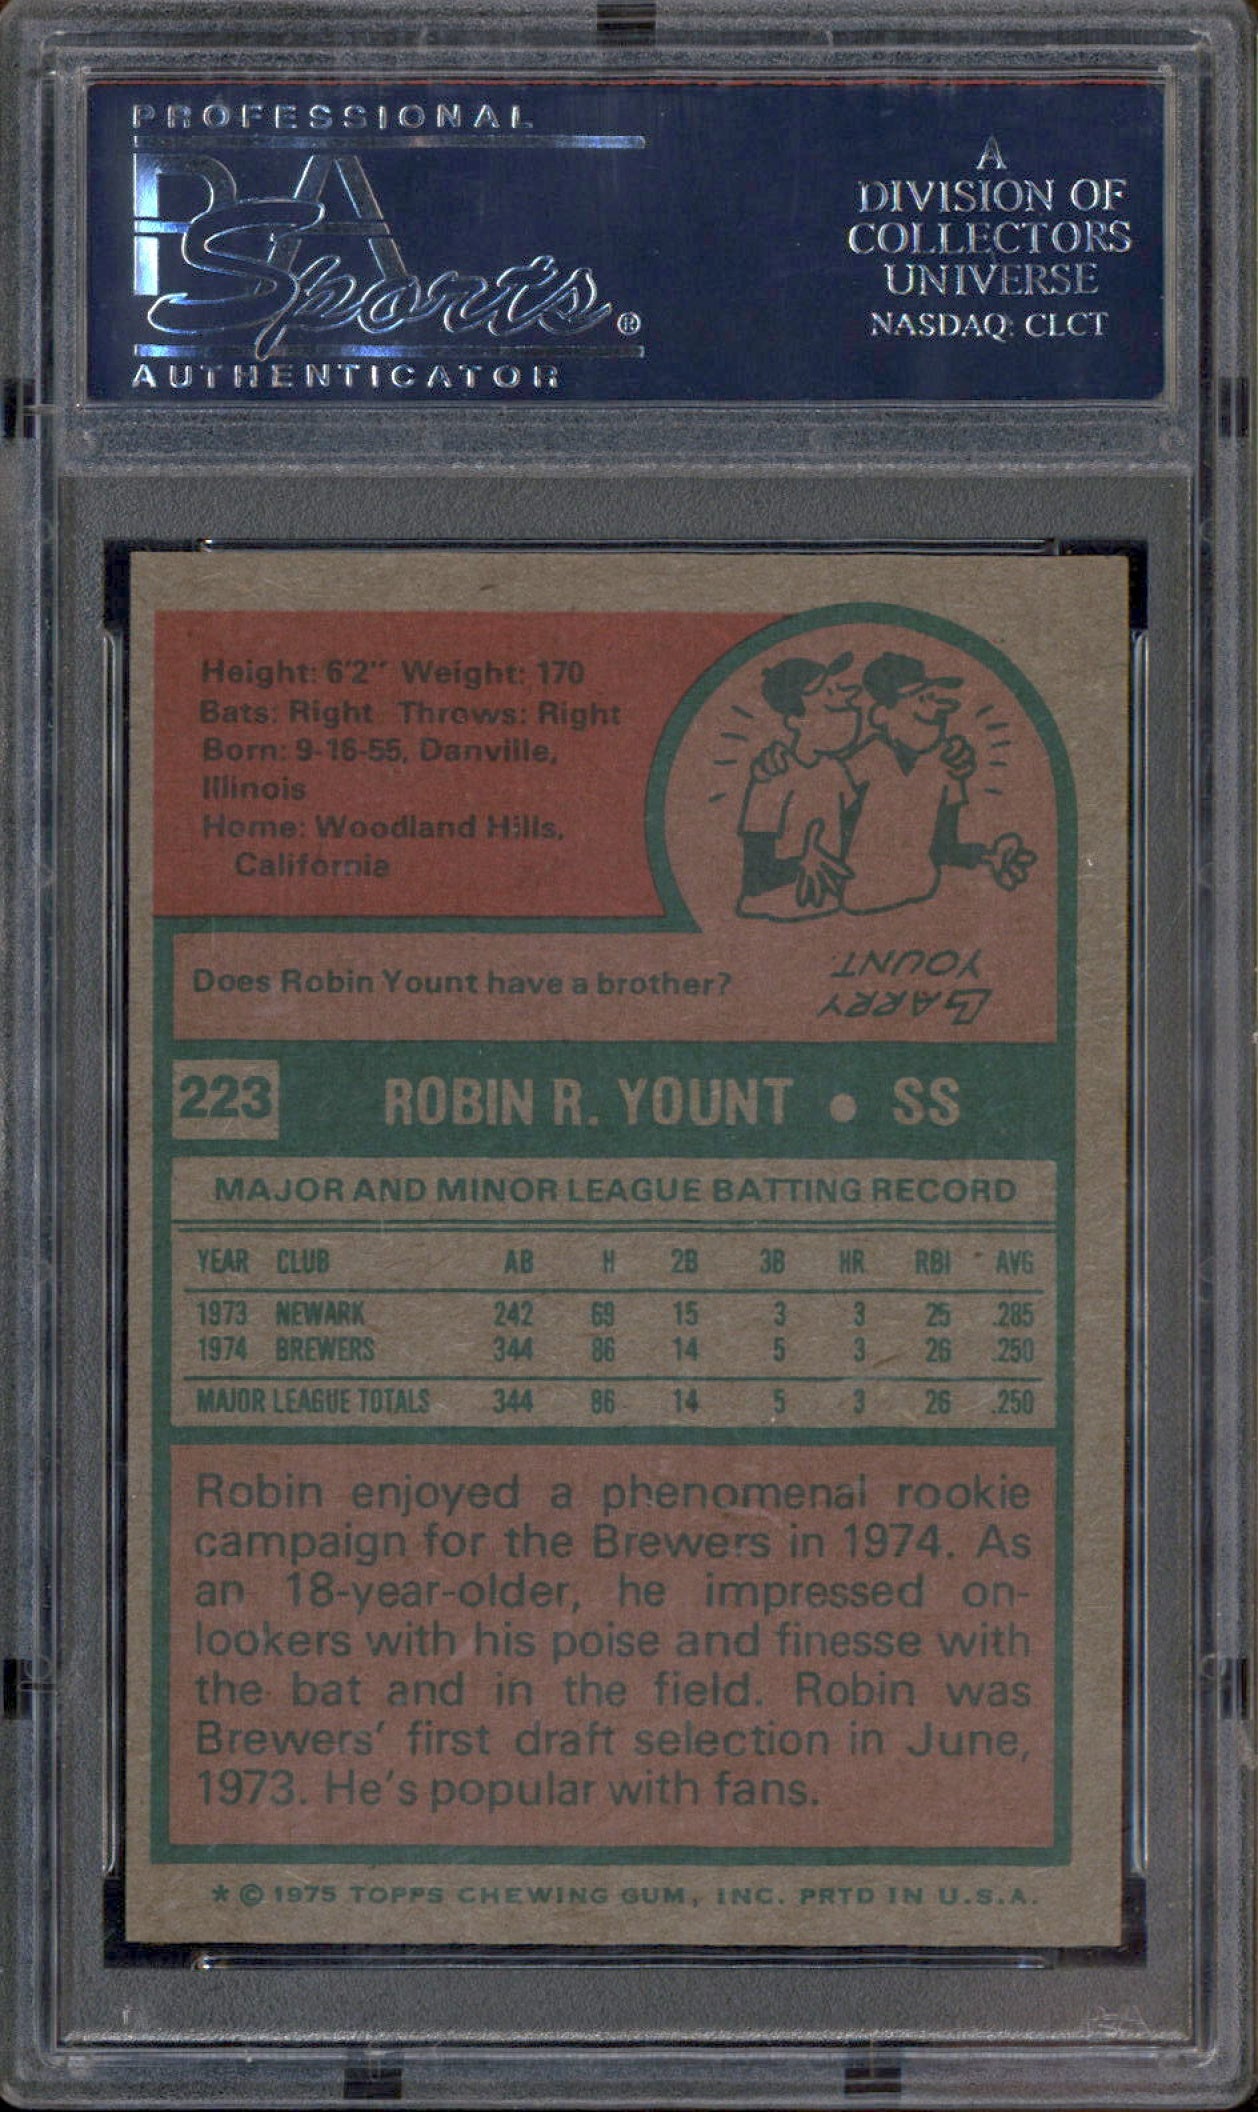 PROFESSIONAL
PSA
Sports®
AUTHENTICATOR
A
DIVISION OF
COLLECTORS
UNIVERSE
NASDAQ: CLCT
Height: 6'2" Weight: 170
Bats: Right Throws: Right
Born: 9-16-55, Danville,
Illinois
Home: Woodland Hills,
California
Does Robin Yount have a brother?
BARRY
YOUNT.
223 ROBIN R. YOUNT • SS
MAJOR AND MINOR LEAGUE BATTING RECORD
YEAR CLUB AB H 2B 3B HR RBI AVG
1973 NEWARK 242 69 15 3 3 25 .285
1974 BREWERS 344 86 14 5 3 26 .250
MAJOR LEAGUE TOTALS 344 86 14 5 3 26 .250
Robin enjoyed a phenomenal rookie
campaign for the Brewers in 1974. As
an 18-year-older, he impressed on-
lookers with his poise and finesse with
the bat and in the field. Robin was
Brewers' first draft selection in June,
1973. He's popular with fans.
* © 1975 TOPPS CHEWING GUM, INC. PRTD IN U.S.A.
PSA